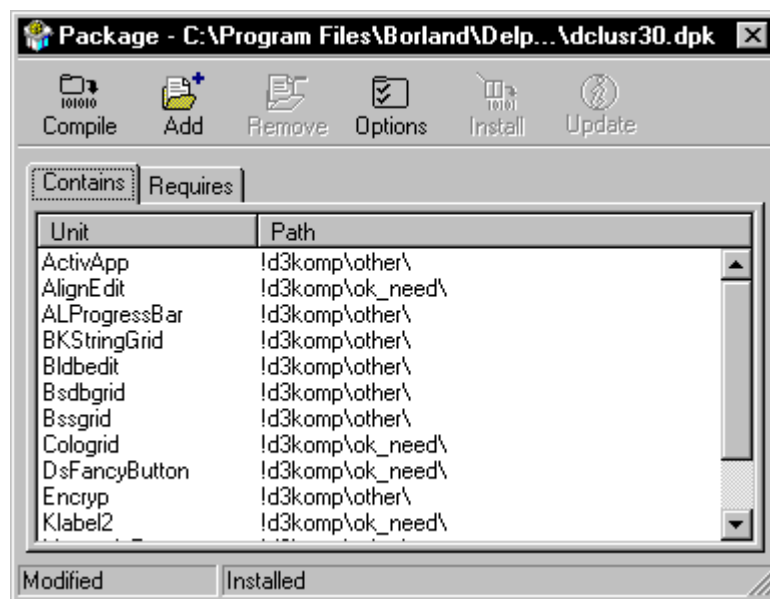 Package - C:\Program Files\Borland\Delp...\dclusr30.dpk
Compile Add Remove Options Install Update
Contains Requires
Unit Path
ActivApp !d3komp\other\
AlignEdit !d3komp\ok_need\
ALProgressBar !d3komp\other\
BKStringGrid !d3komp\other\
Bldbedit !d3komp\other\
Bsdbgrid !d3komp\other\
Bssgrid !d3komp\other\
Cologrid !d3komp\ok_need\
DsFancyButton !d3komp\ok_need\
Encryp !d3komp\other\
Klabel2 !d3komp\ok_need\
Modified Installed